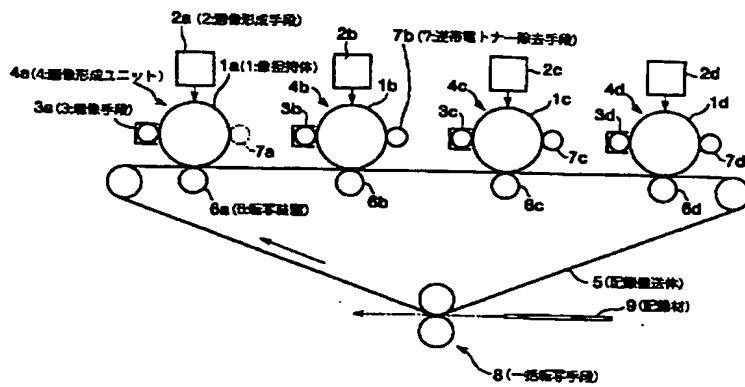 2a(2:画像形成手段)
2b
7b(7:逆帯電トナー除去手段)
4a(4:画像形成ユニット)
1a(1:像担持体)
4b
1b
2c
2d
3a(3:現像手段)
3b
4c
1c
4d
1d
3c
3d
7a
7c
7d
6a(6:転写装置)
6b
6c
6d
5(記録搬送体)
9(記録材)
8(一括転写手段)